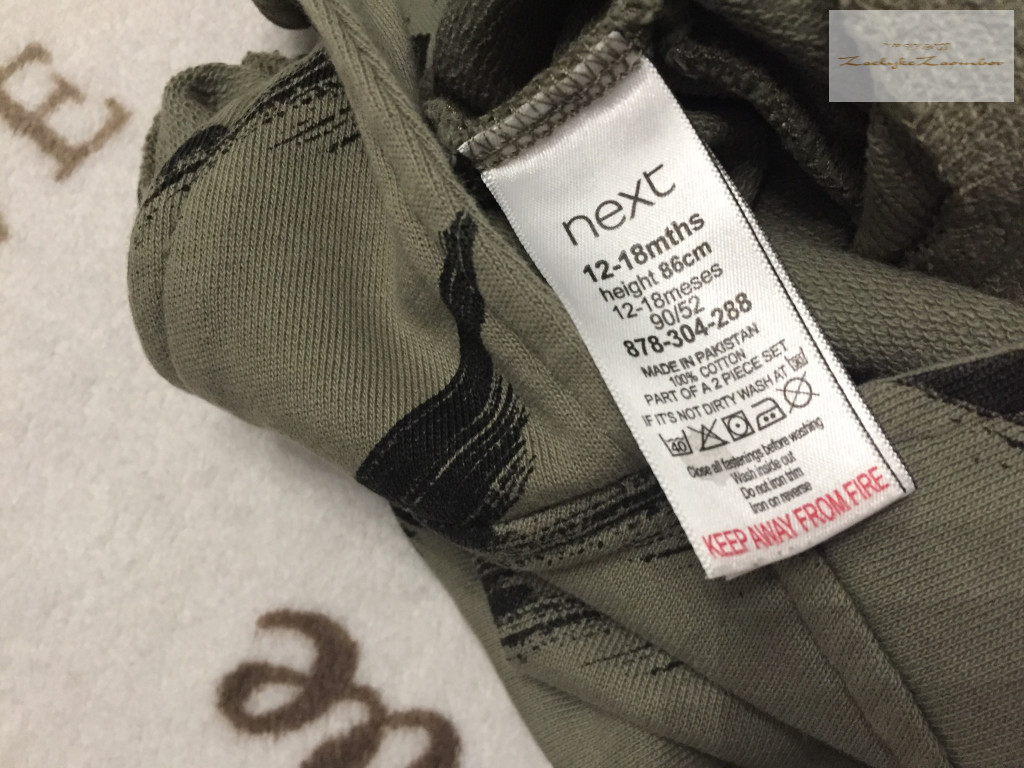 E
next
12-18mths
height 86cm
12-18meses
90/52
878-304-288
MADE IN PAKISTAN
100% COTTON
PART OF A 2 PIECE SET
IF IT'S NOT DIRTY WASH AT 30
40
Close all fastenings before washing
Wash inside out
Do not iron trim
Iron on reverse
KEEP AWAY FROM FIRE